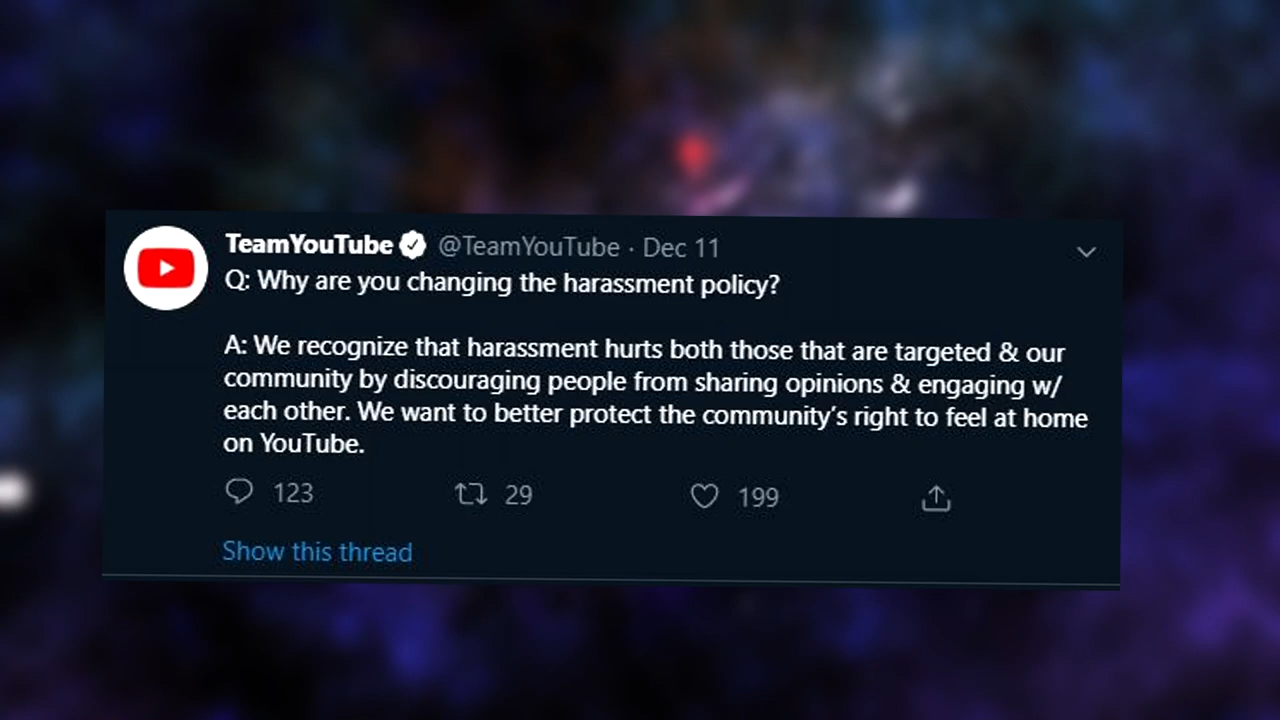 TeamYouTube @TeamYouTube · Dec 11
Q: Why are you changing the harassment policy?
A: We recognize that harassment hurts both those that are targeted & our
community by discouraging people from sharing opinions & engaging w/
each other. We want to better protect the community's right to feel at home
on YouTube.
123 29 199
Show this thread